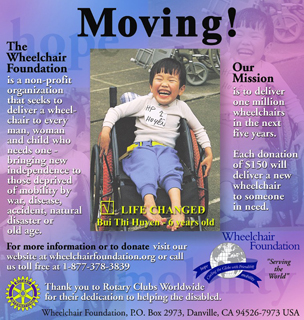 Moving!
The
Wheelchair
Foundation
is a non-profit
organization
that seeks to
deliver a wheel-
chair to every
man, woman
and child who
needs one–
bringing new
independence to
those deprived
of mobility by
war, disease,
accident, natural
disaster or
old age.
Our
Mission
is to deliver
one million
wheelchairs
in the next
five years.
Each donation
of $150 will
deliver a new
wheelchair
to someone
in need.
LIFE CHANGED
Bui Thi Huyen - 6 years old
For more information or to donate visit our
website at wheelchairfoundation.org or call
us toll free at 1-877-378-3839
Wheelchair
Foundation
"Serving
the
World"
Thank you to Rotary Clubs Worldwide
for their dedication to helping the disabled.
Wheelchair Foundation, P.O. Box 2973, Danville, CA 94526-7973 USA